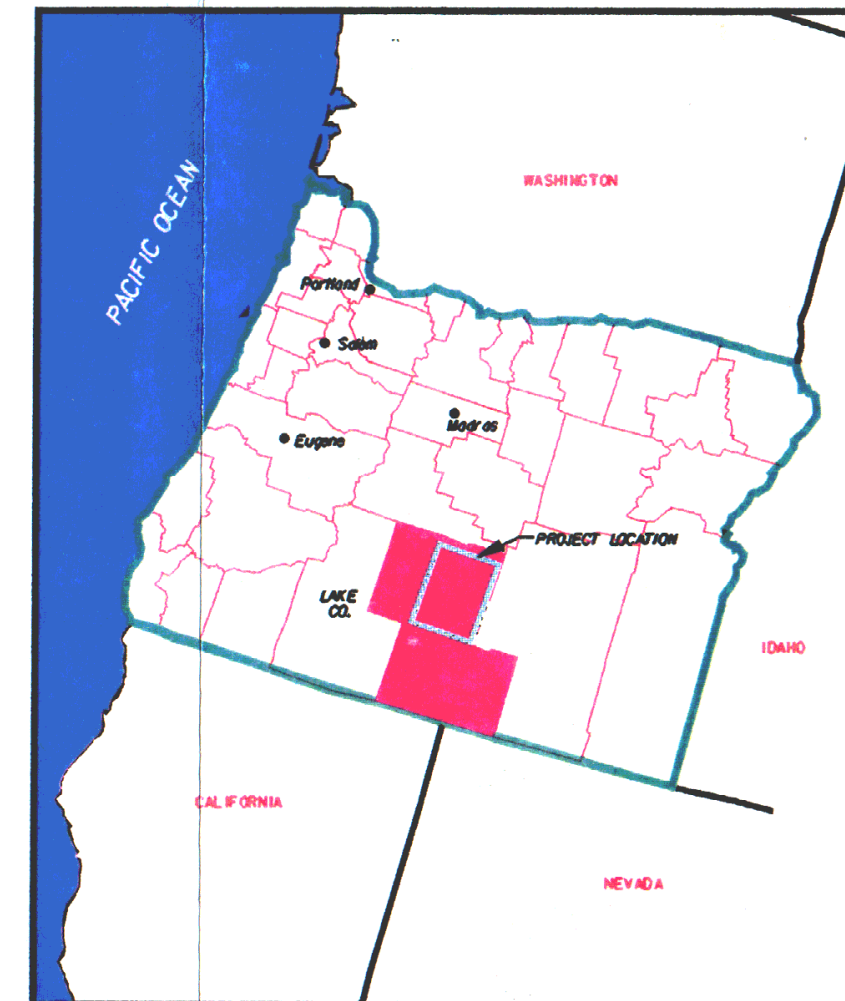 WASHINGTON
PACIFIC OCEAN
Portland
Salem
Madras
Eugene
PROJECT LOCATION
LAKE
CO.
IDAHO
CALIFORNIA
NEVADA